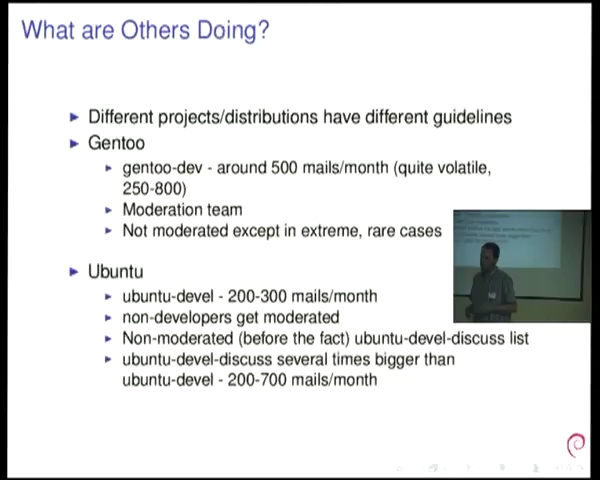 What are Others Doing?
Different projects/distributions have different guidelines
Gentoo
gentoo-dev - around 500 mails/month (quite volatile,
250-800)
Moderation team
Not moderated except in extreme, rare cases
Ubuntu
ubuntu-devel - 200-300 mails/month
non-developers get moderated
Non-moderated (before the fact) ubuntu-devel-discuss list
ubuntu-devel-discuss several times bigger than
ubuntu-devel - 200-700 mails/month